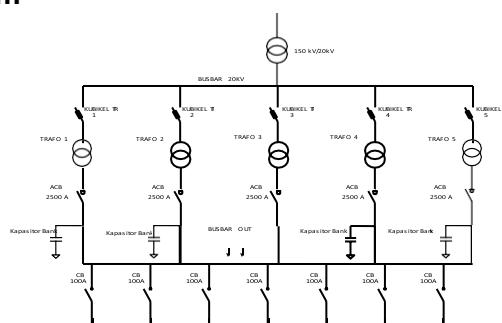 150 kV/20kV
BUSBAR 20KV
KUBIKEL TR 1
KUBIKEL TR 2
KUBIKEL TR 3
KUBIKEL TR 4
KUBIKEL 5
TRAFO 1
TRAFO 2
TRAFO 3
TRAFO 4
TRAFO 5
ACB 2500 A
ACB 2500 A
ACB 2500 A
ACB 2500 A
ACB 2500 A
Kapasitor Bank
Kapasitor Bank
BUSBAR OUT
Kapasitor Bank
Kapasitor Bank
CB 100A
CB 100A
CB 100A
CB 100A
CB 100A
CB 100A
CB 100A